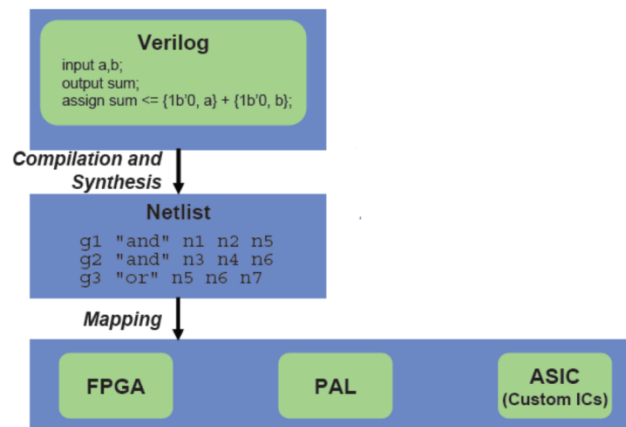 Verilog
input a,b;
output sum;
assign sum <= {1b'0, a} + {1b'0, b};
Compilation and
Synthesis
Netlist
g1 "and" n1 n2 n5
g2 "and" n3 n4 n6
g3 "or" n5 n6 n7
Mapping
FPGA
PAL
ASIC
(Custom ICs)